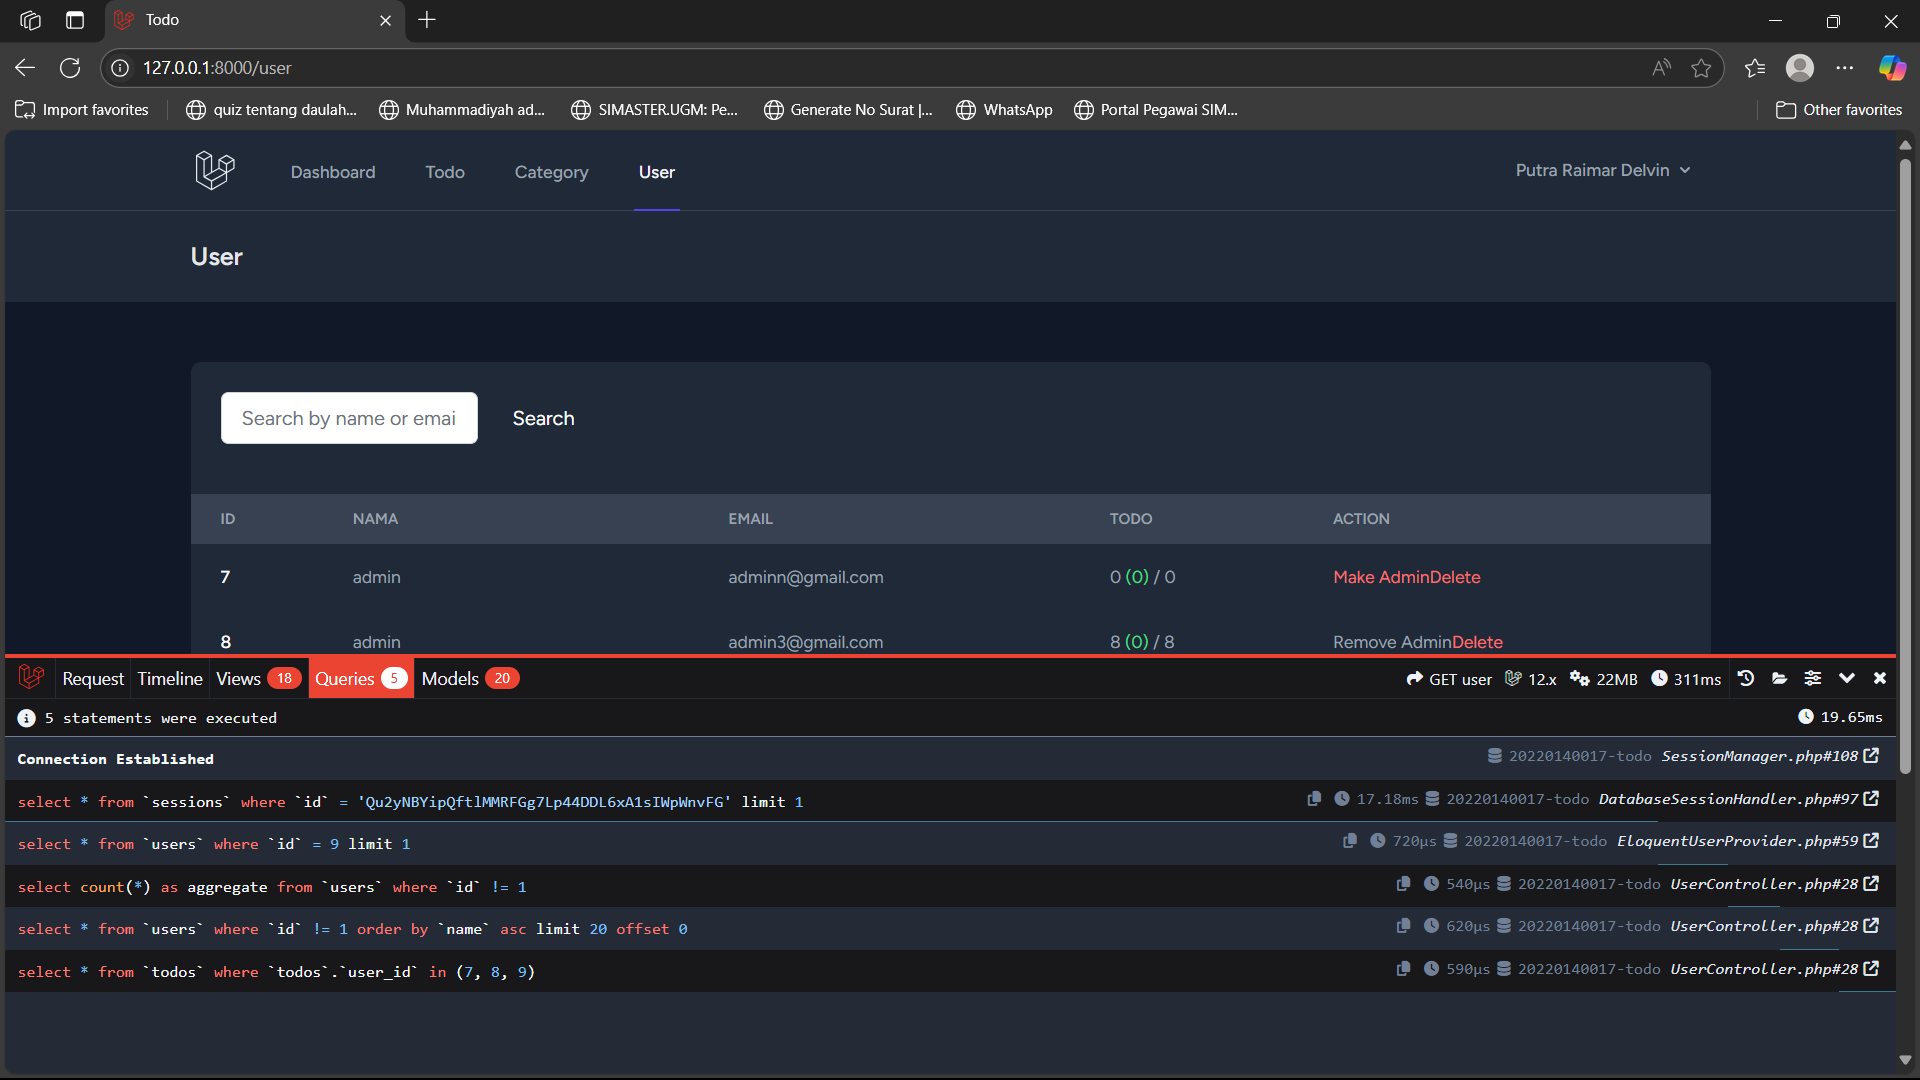 Todo
127.0.0.1:8000/user
Import favorites
quiz tentang daulah...
Muhammadiyah ad...
SIMASTER.UGM: Pe...
Generate No Surat |...
WhatsApp
Portal Pegawai SIM...
Other favorites
Dashboard
Todo
Category
User
Putra Raimar Delvin
User
Search by name or emai
Search
ID NAMA EMAIL TODO ACTION
7 admin adminn@gmail.com 0 (0) / 0 Make AdminDelete
8 admin admin3@gmail.com 8 (0) / 8 Remove AdminDelete
Request Timeline Views 18 Queries 5 Models 20 GET user 12.x 22MB 311ms
5 statements were executed 19.65ms
Connection Established 20220140017-todo SessionManager.php#108
select * from `sessions` where `id` = 'Qu2yNBYipQftlMMRFGg7Lp44DDL6xA1sIWpWnvFG' limit 1 17.18ms 20220140017-todo DatabaseSessionHandler.php#97
select * from `users` where `id` = 9 limit 1 720μs 20220140017-todo EloquentUserProvider.php#59
select count(*) as aggregate from `users` where `id` != 1 540μs 20220140017-todo UserController.php#28
select * from `users` where `id` != 1 order by `name` asc limit 20 offset 0 620μs 20220140017-todo UserController.php#28
select * from `todos` where `todos`.`user_id` in (7, 8, 9) 590μs 20220140017-todo UserController.php#28